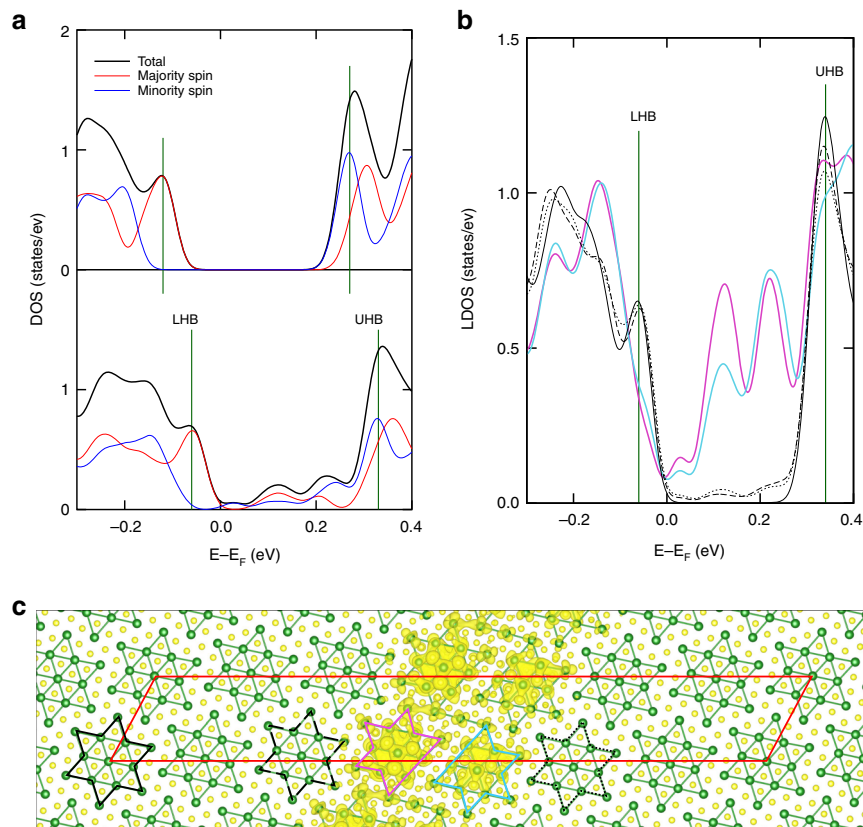 a
2
Total
Majority spin
Minority spin
1
0
DOS (states/ev)
LHB
UHB
1
0
−0.2
0.0
0.2
0.4
E–E_F (eV)
b
1.5
UHB
LHB
1.0
LDOS (states/ev)
0.5
0.0
−0.2
0.0
0.2
0.4
E–E_F (eV)
c